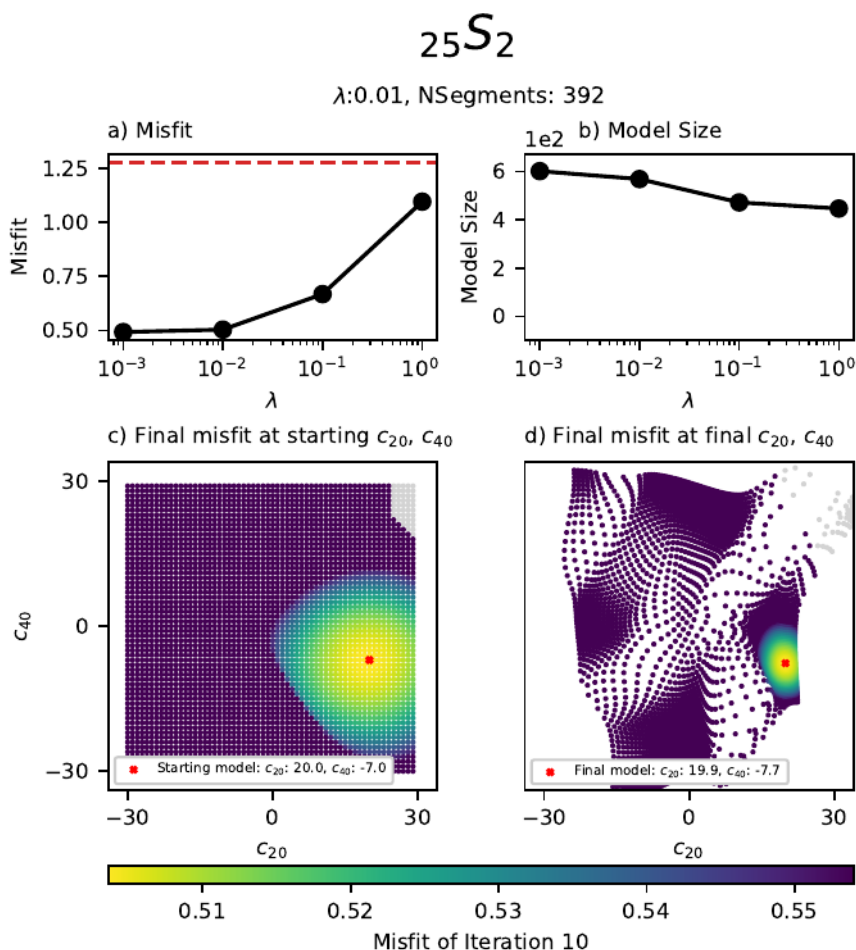 ₂₅S₂
λ:0.01, NSegments: 392
a) Misfit
b) Model Size
1e2
1.25
1.00
0.75
0.50
Misfit
10⁻³ 10⁻² 10⁻¹ 10⁰
λ
6
4
2
0
Model Size
10⁻³ 10⁻² 10⁻¹ 10⁰
λ
c) Final misfit at starting c₂₀, c₄₀
30
0
−30
c₄₀
Starting model: c₂₀: 20.0, c₄₀: -7.0
−30 0 30
c₂₀
d) Final misfit at final c₂₀, c₄₀
Final model: c₂₀: 19.9, c₄₀: -7.7
−30 0 30
c₂₀
0.51 0.52 0.53 0.54 0.55
Misfit of Iteration 10